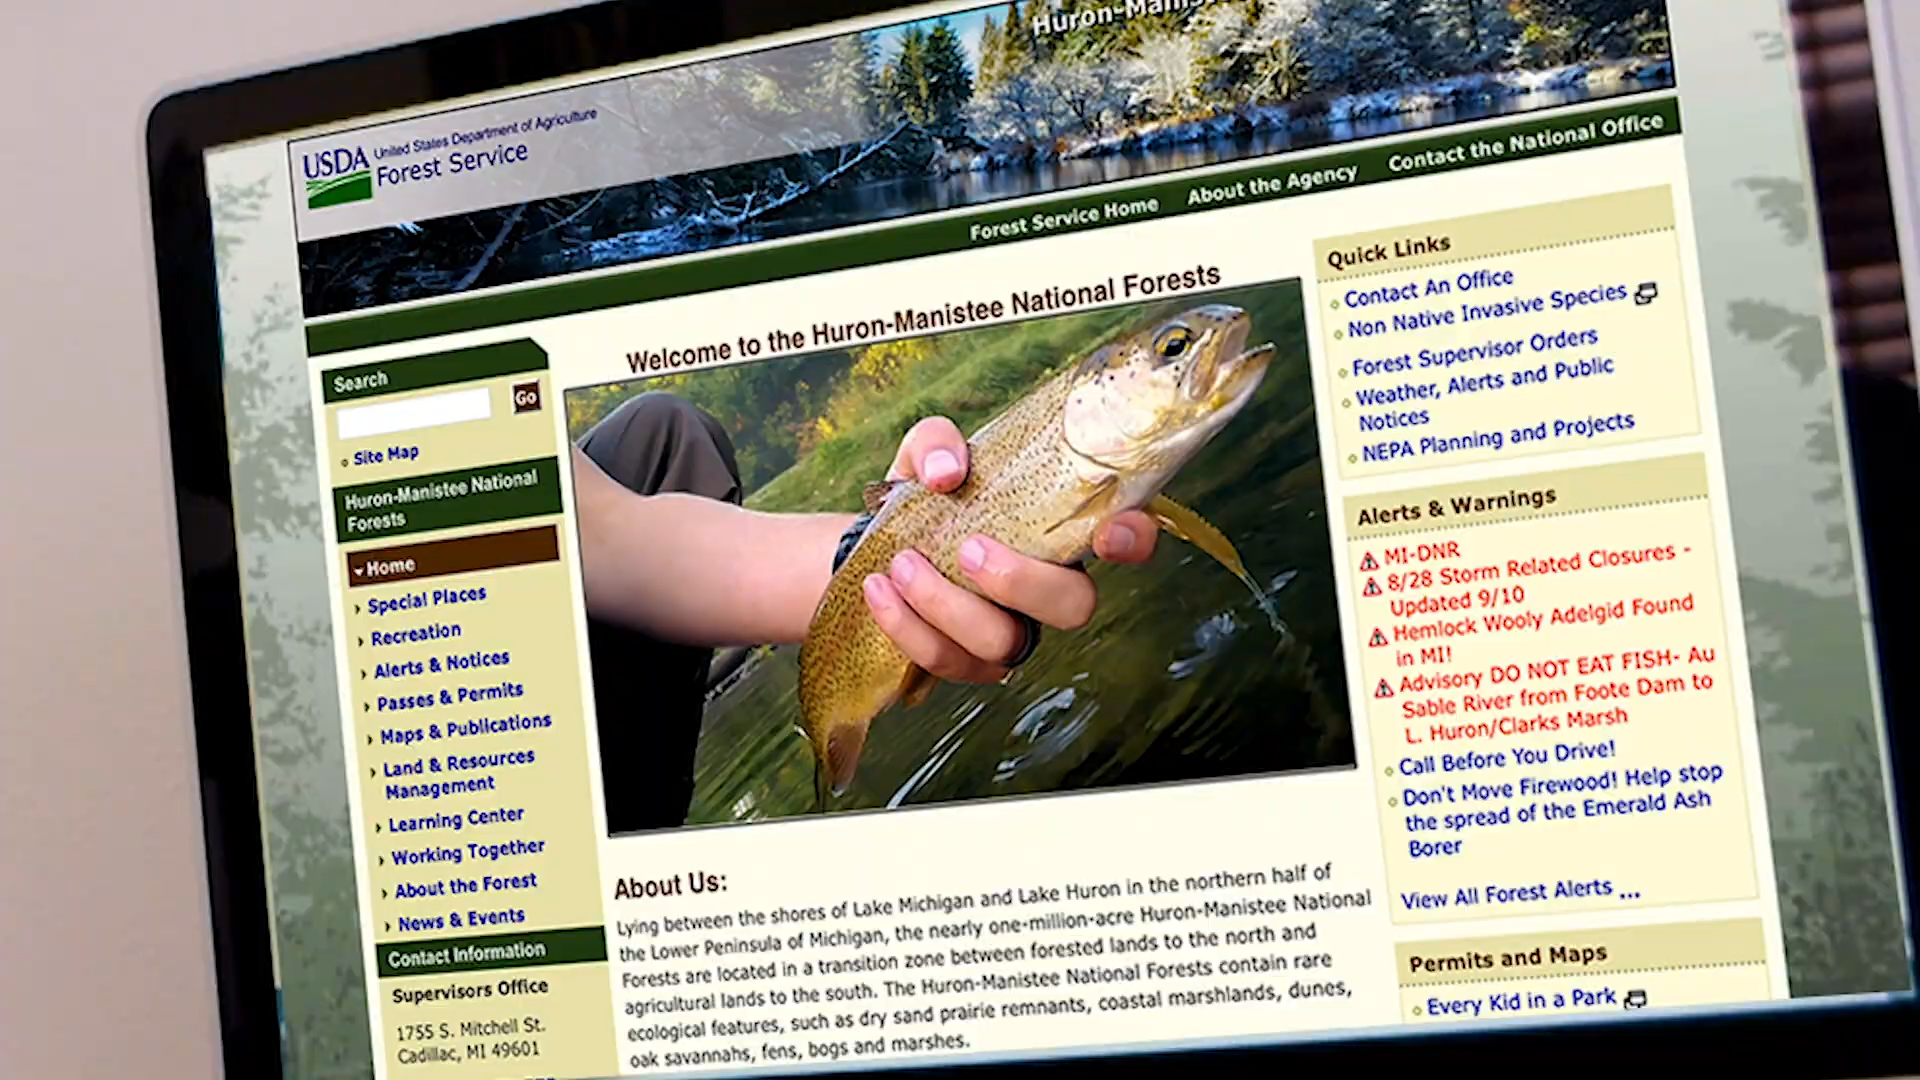 Huron-Manis
USDA United States Department of Agriculture
Forest Service
Forest Service Home About the Agency Contact the National Office
Search
Go
Site Map
Huron-Manistee National
Forests
Home
Special Places
Recreation
Alerts & Notices
Passes & Permits
Maps & Publications
Land & Resources
Management
Learning Center
Working Together
About the Forest
News & Events
Contact Information
Supervisors Office
1755 S. Mitchell St.
Cadillac, MI 49601
Welcome to the Huron-Manistee National Forests
About Us:
Lying between the shores of Lake Michigan and Lake Huron in the northern half of
the Lower Peninsula of Michigan, the nearly one-million-acre Huron-Manistee National
Forests are located in a transition zone between forested lands to the north and
agricultural lands to the south. The Huron-Manistee National Forests contain rare
ecological features, such as dry sand prairie remnants, coastal marshlands, dunes,
oak savannahs, fens, bogs and marshes.
Quick Links
Contact An Office
Non Native Invasive Species
Forest Supervisor Orders
Weather, Alerts and Public
Notices
NEPA Planning and Projects
Alerts & Warnings
MI-DNR
8/28 Storm Related Closures -
Updated 9/10
Hemlock Wooly Adelgid Found
in MI!
Advisory DO NOT EAT FISH- Au
Sable River from Foote Dam to
L. Huron/Clarks Marsh
Call Before You Drive!
Don't Move Firewood! Help stop
the spread of the Emerald Ash
Borer
View All Forest Alerts ...
Permits and Maps
Every Kid in a Park